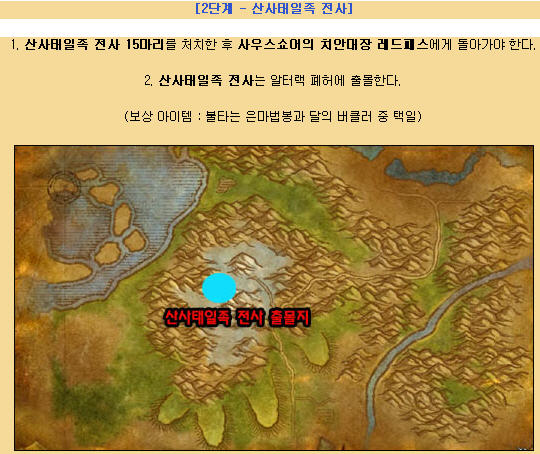 [2단계 - 산사태일족 전사]
1. 산사태일족 전사 15마리를 처치한 후 사우스쇼어의 치안대장 레드패스에게 돌아가야 한다.
2. 산사태일족 전사는 알터랙 폐허에 출몰한다.
(보상 아이템 : 불타는 은마법봉과 달의 버클러 중 택일)
산사태일족 전사 출몰지